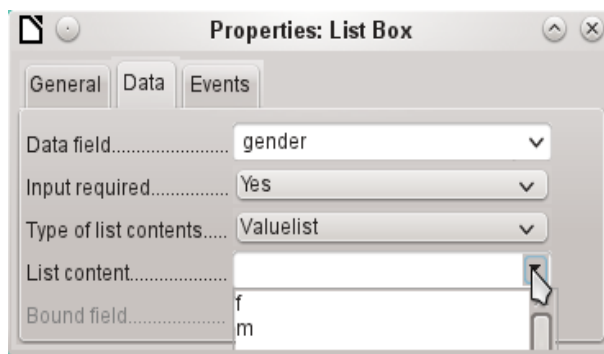 Properties: List Box
General Data Events
Data field....................... gender
Input required............... Yes
Type of list contents..... Valuelist
List content.................
f
Bound field................... m